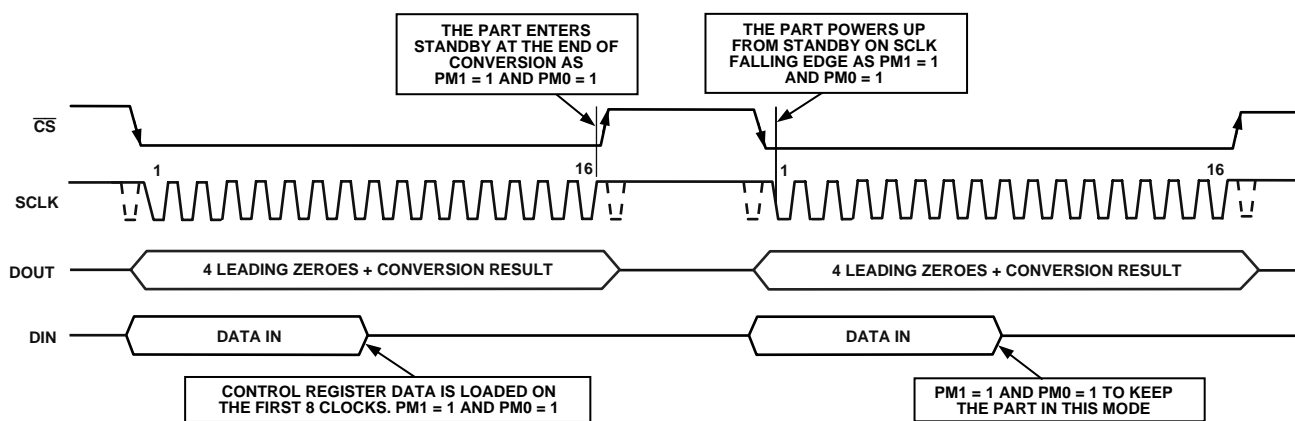 THE PART ENTERS
STANDBY AT THE END OF
CONVERSION AS
PM1 = 1 AND PM0 = 1
THE PART POWERS UP
FROM STANDBY ON SCLK
FALLING EDGE AS PM1 = 1
AND PM0 = 1
CS
1
16
1
16
SCLK
DOUT
4 LEADING ZEROES + CONVERSION RESULT
4 LEADING ZEROES + CONVERSION RESULT
DIN
DATA IN
DATA IN
CONTROL REGISTER DATA IS LOADED ON
THE FIRST 8 CLOCKS. PM1 = 1 AND PM0 = 1
PM1 = 1 AND PM0 = 1 TO KEEP
THE PART IN THIS MODE